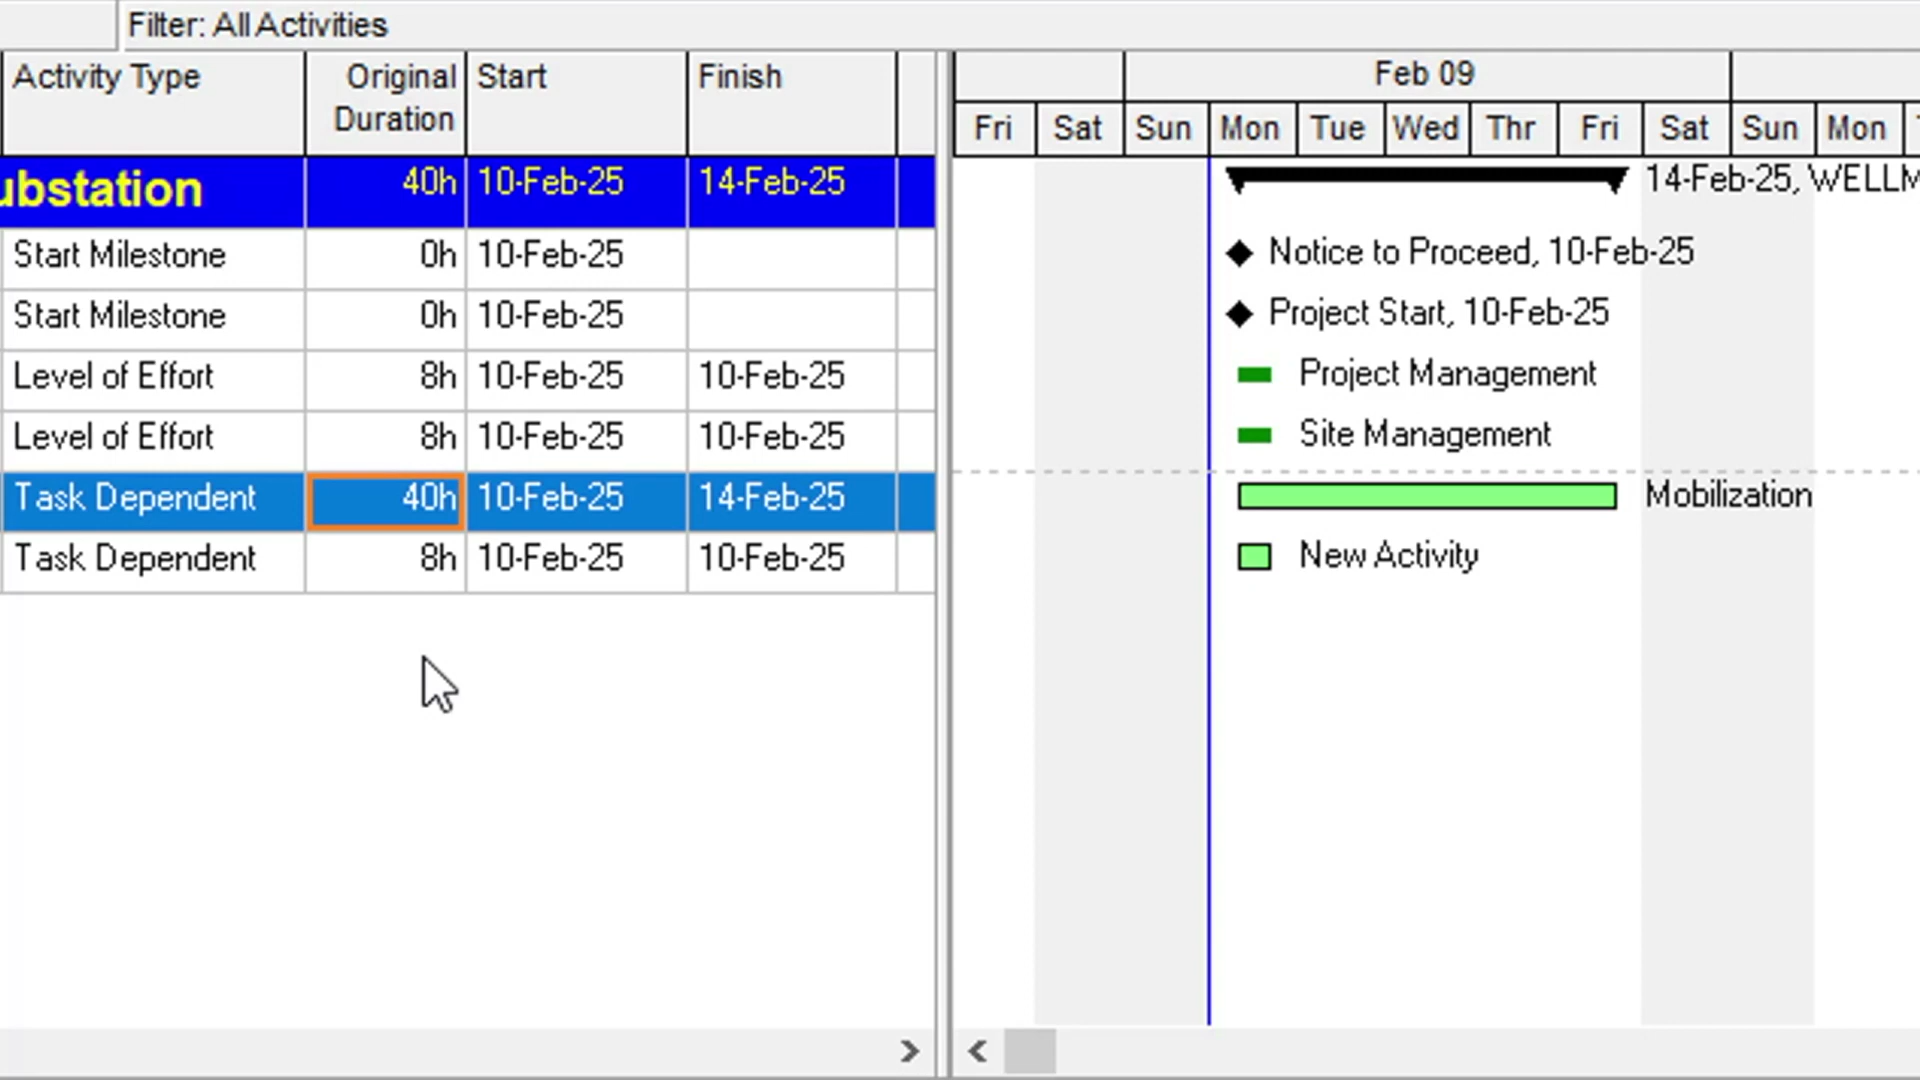 Filter: All Activities
Activity Type Original Duration Start Finish
Feb 09
Fri Sat Sun Mon Tue Wed Thr Fri Sat Sun Mon
ubstation 40h 10-Feb-25 14-Feb-25 14-Feb-25, WELLM
Start Milestone 0h 10-Feb-25 Notice to Proceed, 10-Feb-25
Start Milestone 0h 10-Feb-25 Project Start, 10-Feb-25
Level of Effort 8h 10-Feb-25 10-Feb-25 Project Management
Level of Effort 8h 10-Feb-25 10-Feb-25 Site Management
Task Dependent 40h 10-Feb-25 14-Feb-25 Mobilization
Task Dependent 8h 10-Feb-25 10-Feb-25 New Activity